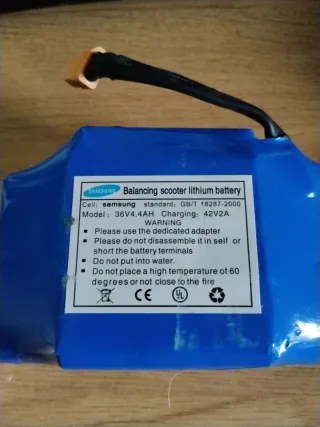 SAMSUNG Balancing scooter lithium battery
Cell: samsung standard: GB/T 18287-2000
Model: 36V4.4AH Charging: 42V2A
WARNING
■ Please use the dedicated adapter
■ Please do not disassemble it in self or
short the battery terminals
■ Do not put into water.
■ Do not place a high temperature of 60
degrees or not close to the fire
CE UL